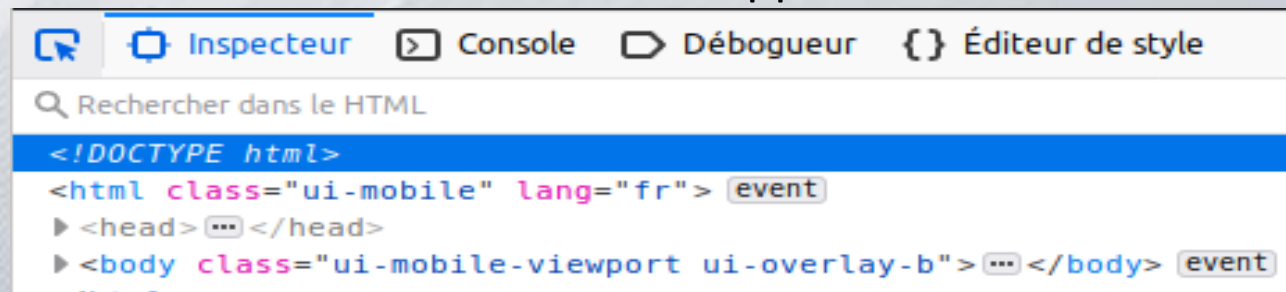 Inspecteur Console Débogueur {} Éditeur de style
Rechercher dans le HTML
<!DOCTYPE html>
<html class="ui-mobile" lang="fr"> event
<head> ... </head>
<body class="ui-mobile-viewport ui-overlay-b"> ... </body> event